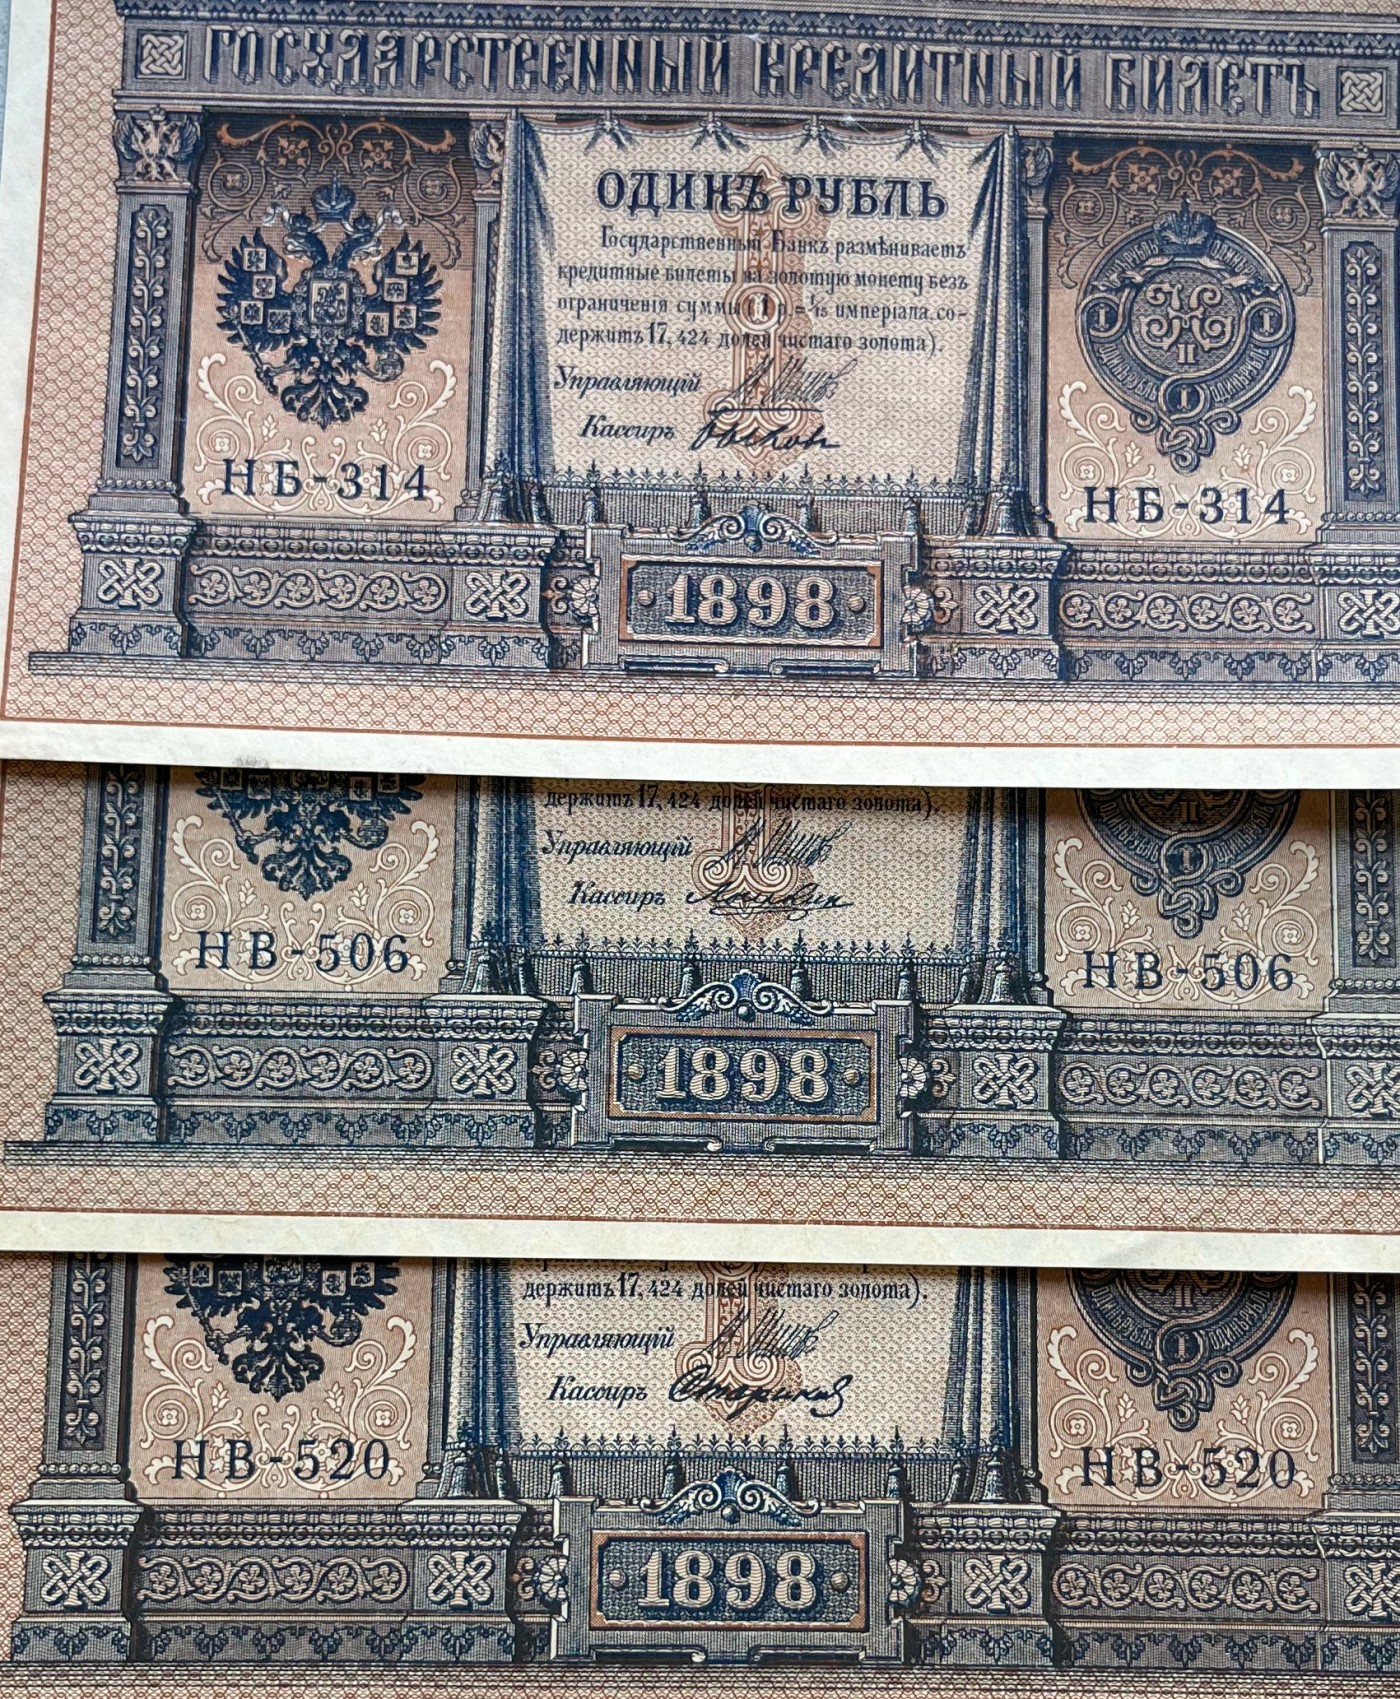 ГОСУДАРСТВЕННЫЙ КРЕДИТНЫЙ БИЛЕТЪ
ОДИНЪ РУБЛЬ
Государственный Банкъ размѣниваетъ
кредитные билеты на золотую монету безъ
ограниченія суммы (1 р. = 1/15 имперіала, со-
держитъ 17,424 долей чистаго золота).
Управляющій
Кассиръ
НБ-314
НБ-314
1898
держитъ 17,424 долей чистаго золота).
Управляющій
Кассиръ
НВ-506
НВ-506
1898
держитъ 17,424 долей чистаго золота).
Управляющій
Кассиръ
НВ-520
НВ-520
1898